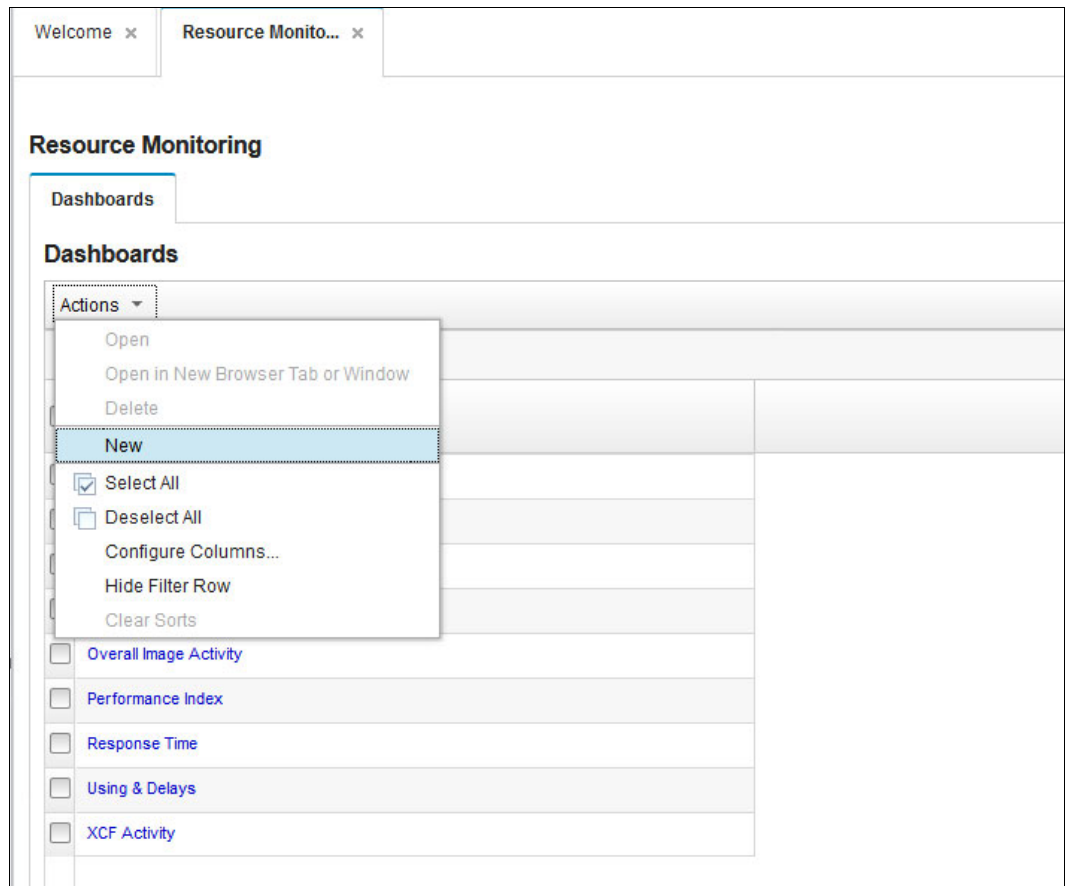 Welcome
Resource Monito...
Resource Monitoring
Dashboards
Dashboards
Actions
Open
Open in New Browser Tab or Window
Delete
New
Select All
Deselect All
Configure Columns...
Hide Filter Row
Clear Sorts
Overall Image Activity
Performance Index
Response Time
Using & Delays
XCF Activity